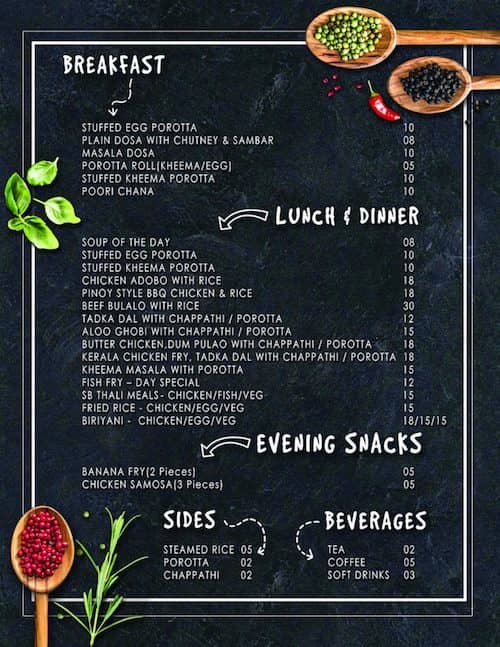 BREAKFAST
STUFFED EGG POROTTA 10
PLAIN DOSA WITH CHUTNEY & SAMBAR 08
MASALA DOSA 10
POROTTA ROLL(KHEEMA/EGG) 05
STUFFED KHEEMA POROTTA 10
POORI CHANA 10
LUNCH & DINNER
SOUP OF THE DAY 08
STUFFED EGG POROTTA 10
STUFFED KHEEMA POROTTA 10
CHICKEN ADOBO WITH RICE 18
PINOY STYLE BBQ CHICKEN & RICE 18
BEEF BULALO WITH RICE 30
TADKA DAL WITH CHAPPATHI / POROTTA 12
ALOO GHOBI WITH CHAPPATHI / POROTTA 15
BUTTER CHICKEN,DUM PULAO WITH CHAPPATHI / POROTTA 18
KERALA CHICKEN FRY, TADKA DAL WITH CHAPPATHI / POROTTA 18
KHEEMA MASALA WITH POROTTA 15
FISH FRY – DAY SPECIAL 12
SB THALI MEALS- CHICKEN/FISH/VEG 15
FRIED RICE - CHICKEN/EGG/VEG 15
BIRIYANI - CHICKEN/EGG/VEG 18/15/15
EVENING SNACKS
BANANA FRY(2 Pieces) 05
CHICKEN SAMOSA(3 Pieces) 05
SIDES
STEAMED RICE 05
POROTTA 02
CHAPPATHI 02
BEVERAGES
TEA 02
COFFEE 05
SOFT DRINKS 03